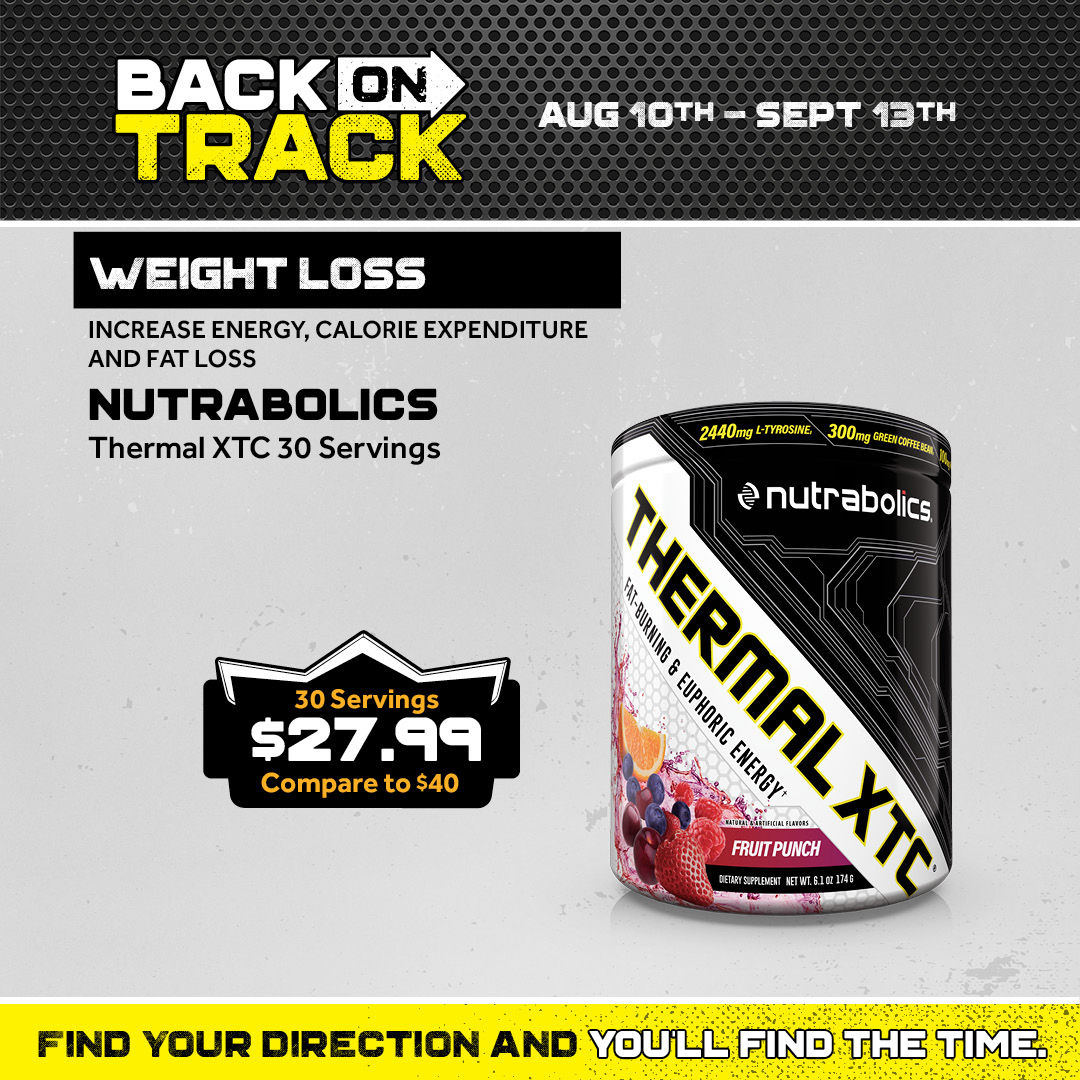 BACK ON
TRACK
AUG 10TH – SEPT 13TH
WEIGHT LOSS
INCREASE ENERGY, CALORIE EXPENDITURE
AND FAT LOSS
NUTRABOLICS
Thermal XTC 30 Servings
30 Servings
$27.99
Compare to $40
2440mg L-TYROSINE
300mg GREEN COFFEE BEAN
nutrabolics.
THERMAL XTC®
FAT-BURNING & EUPHORIC ENERGY†
NATURAL & ARTIFICIAL FLAVORS
FRUIT PUNCH
DIETARY SUPPLEMENT NET WT. 6.1 OZ 174 G
FIND YOUR DIRECTION AND YOU'LL FIND THE TIME.